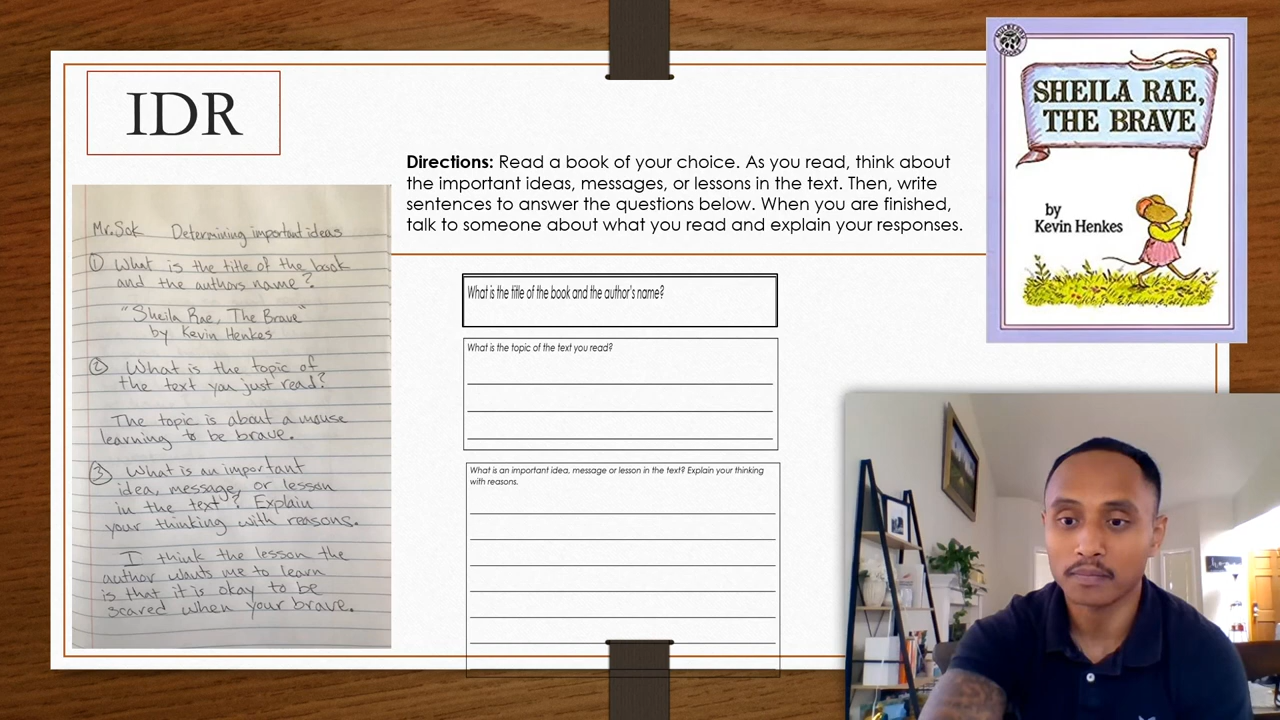 IDR
Directions: Read a book of your choice. As you read, think about
the important ideas, messages, or lessons in the text. Then, write
sentences to answer the questions below. When you are finished,
talk to someone about what you read and explain your responses.
Mr.Sok Determining important ideas
① What is the title of the book
and the authors name?
"Sheila Rae, The Brave"
by Kevin Henkes
② What is the topic of
the text you just read?
The topic is about a mouse
learning to be brave.
③ What is an important
idea, message, or lesson
in the text? Explain
your thinking with reasons.
I think the lesson the
author wants me to learn
is that it is okay to be
scared when your brave.
What is the title of the book and the author's name?
What is the topic of the text you read?
What is an important idea, message or lesson in the text? Explain your thinking
with reasons.
SHEILA RAE,
THE BRAVE
by
Kevin Henkes
MULBERRY
BOOKS